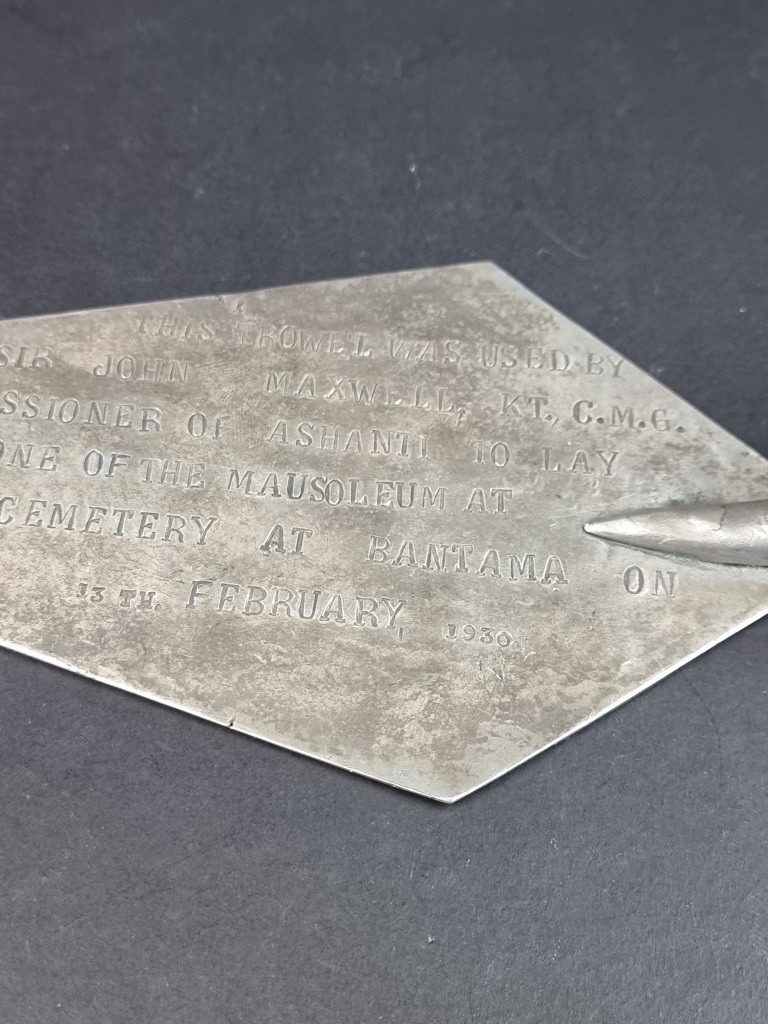 THIS TROWEL WAS USED BY
SIR JOHN MAXWELL, KT., C.M.G.
SSIONER OF ASHANTI TO LAY
ONE OF THE MAUSOLEUM AT
CEMETERY AT BANTAMA ON
13 TH. FEBRUARY, 1930.